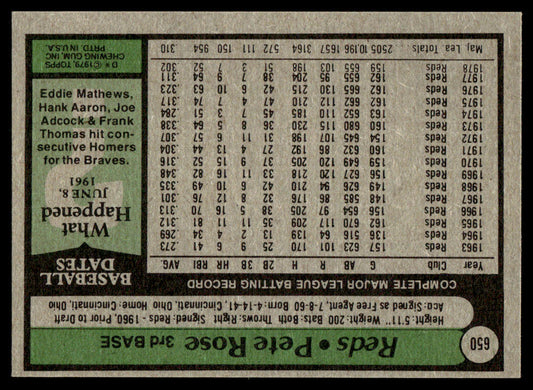 650 Reds • Pete Rose 3rd BASE
Height: 5'11" Weight: 200 Bats: Both Throws: Right Signed: Reds - 1960, Prior to Draft
Acq: Signed as Free Agent, 7-8-60 Born: 4-14-41, Cincinnati, Ohio Home: Cincinnati, Ohio
COMPLETE MAJOR LEAGUE BATTING RECORD
Year Club G AB R H 2B 3B HR RBI AVG.
1963 Reds 157 623 101 170 25 9 6 41 .273
1964 Reds 136 516 64 139 13 2 4 34 .269
1965 Reds 162 670 117 209 35 11 11 81 .312
1966 Reds 156 654 97 205 38 5 16 70 .313
1967 Reds 148 585 86 176 32 8 12 76 .301
1968 Reds 149 626 94 210 42 6 10 49 .335
1969 Reds 156 627 120 218 33 11 16 82 .348
1970 Reds 159 649 120 205 37 9 15 52 .316
1971 Reds 160 632 86 192 27 4 13 44 .304
1972 Reds 154 645 107 198 31 11 6 57 .307
1973 Reds 160 680 115 230 36 8 5 64 .338
1974 Reds 163 652 110 185 45 7 3 51 .284
1975 Reds 162 662 112 210 47 4 7 74 .317
1976 Reds 162 665 130 215 42 6 10 63 .323
1977 Reds 162 655 95 204 38 7 9 64 .311
1978 Reds 159 655 103 198 51 3 7 52 .302
Maj. Lea. Totals 2505 10,196 1657 3164 572 111 150 954 .310
BASEBALL
DATES
What
Happened
JUNE 8,
1961
Eddie Mathews,
Hank Aaron, Joe
Adcock & Frank
Thomas hit con-
secutive Homers
for the Braves.
D* © 1979, TOPPS
CHEWING GUM, INC
PRTD IN U.S.A.